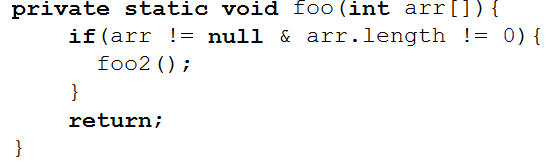 private static void foo(int arr[]){
    if(arr != null & arr.length != 0){
      foo2();
    }
    return;
}